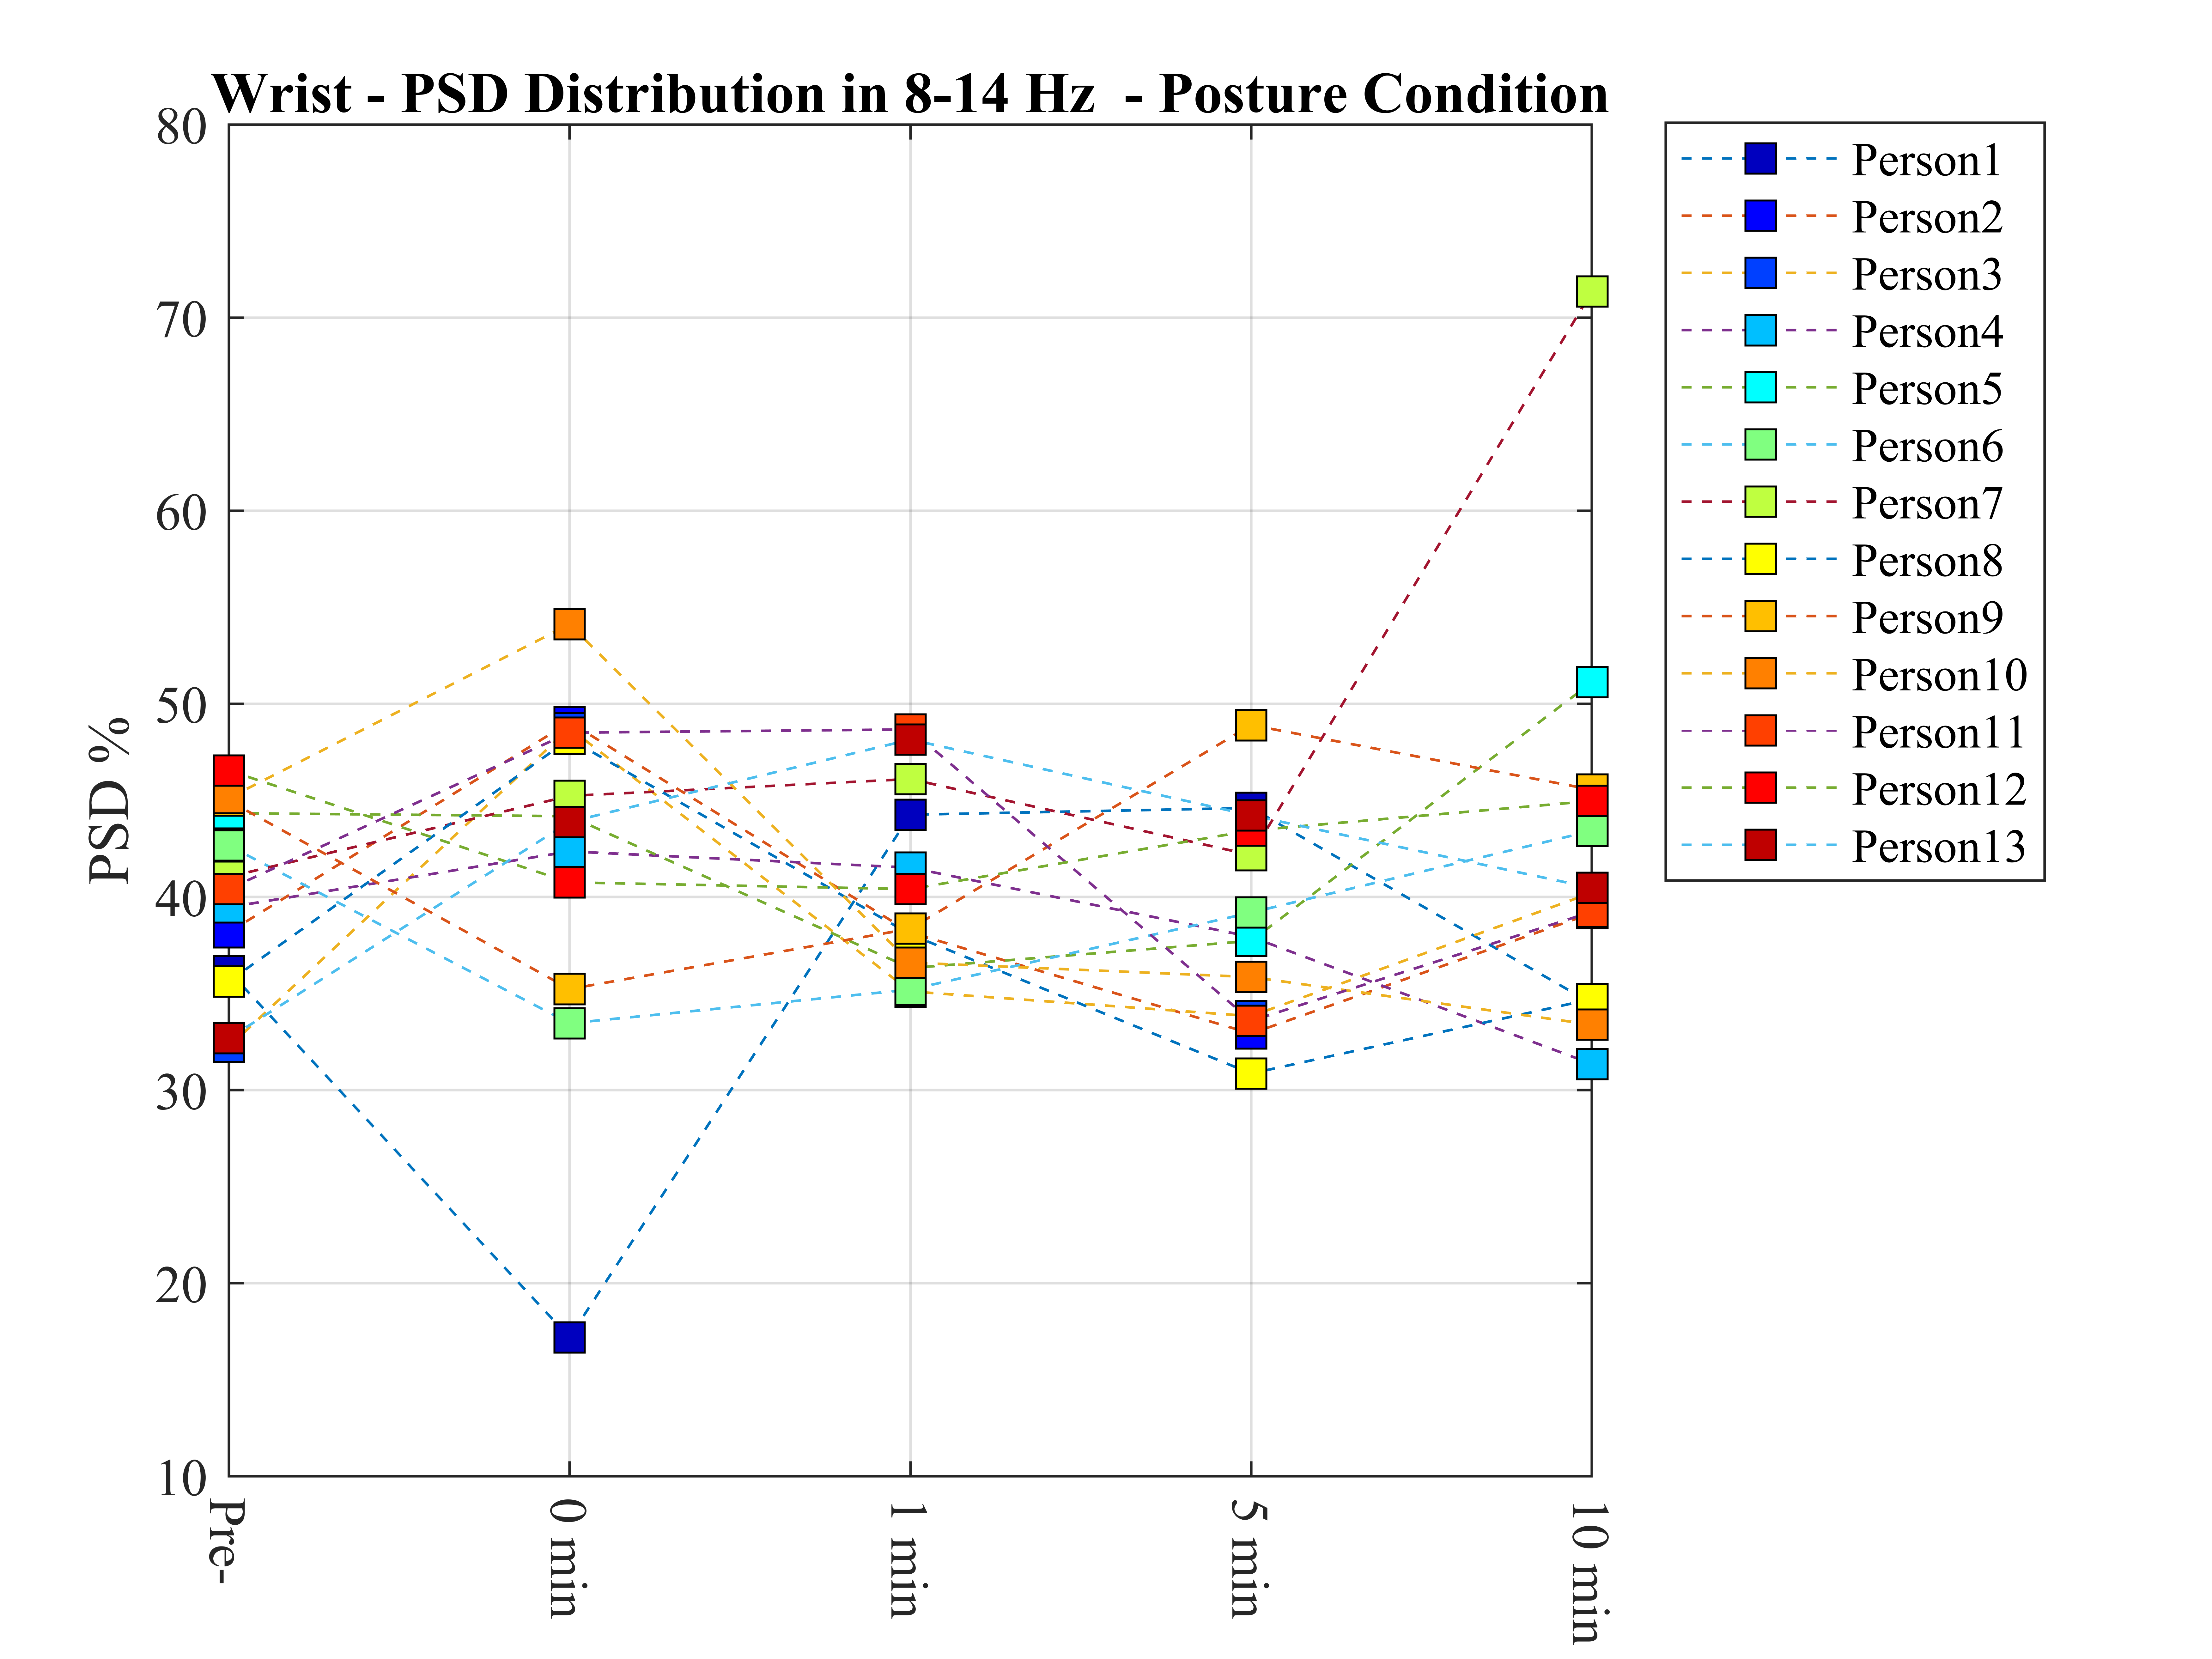 Wrist - PSD Distribution in 8-14 Hz  - Posture Condition
80
70
60
50
40
30
20
10
PSD %
Pre-
0 min
1 min
5 min
10 min
Person1
Person2
Person3
Person4
Person5
Person6
Person7
Person8
Person9
Person10
Person11
Person12
Person13